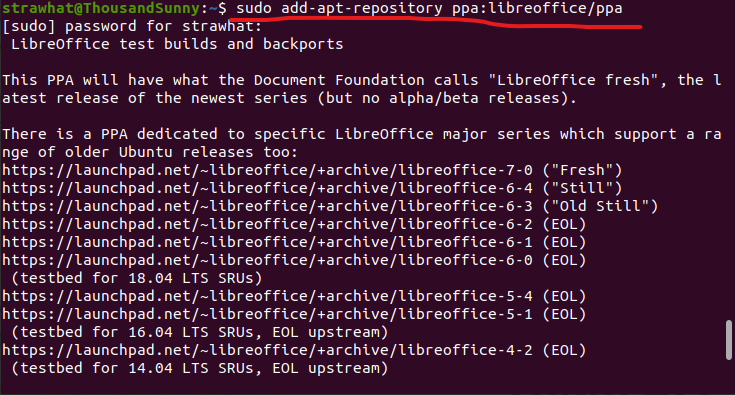 strawhat@ThousandSunny:~$ sudo add-apt-repository ppa:libreoffice/ppa
[sudo] password for strawhat:
 LibreOffice test builds and backports

This PPA will have what the Document Foundation calls "LibreOffice fresh", the l
atest release of the newest series (but no alpha/beta releases).

There is a PPA dedicated to specific LibreOffice major series which support a ra
nge of older Ubuntu releases too:
https://launchpad.net/~libreoffice/+archive/libreoffice-7-0 ("Fresh")
https://launchpad.net/~libreoffice/+archive/libreoffice-6-4 ("Still")
https://launchpad.net/~libreoffice/+archive/libreoffice-6-3 ("Old Still")
https://launchpad.net/~libreoffice/+archive/libreoffice-6-2 (EOL)
https://launchpad.net/~libreoffice/+archive/libreoffice-6-1 (EOL)
https://launchpad.net/~libreoffice/+archive/libreoffice-6-0 (EOL)
 (testbed for 18.04 LTS SRUs)
https://launchpad.net/~libreoffice/+archive/libreoffice-5-4 (EOL)
https://launchpad.net/~libreoffice/+archive/libreoffice-5-1 (EOL)
 (testbed for 16.04 LTS SRUs, EOL upstream)
https://launchpad.net/~libreoffice/+archive/libreoffice-4-2 (EOL)
 (testbed for 14.04 LTS SRUs, EOL upstream)